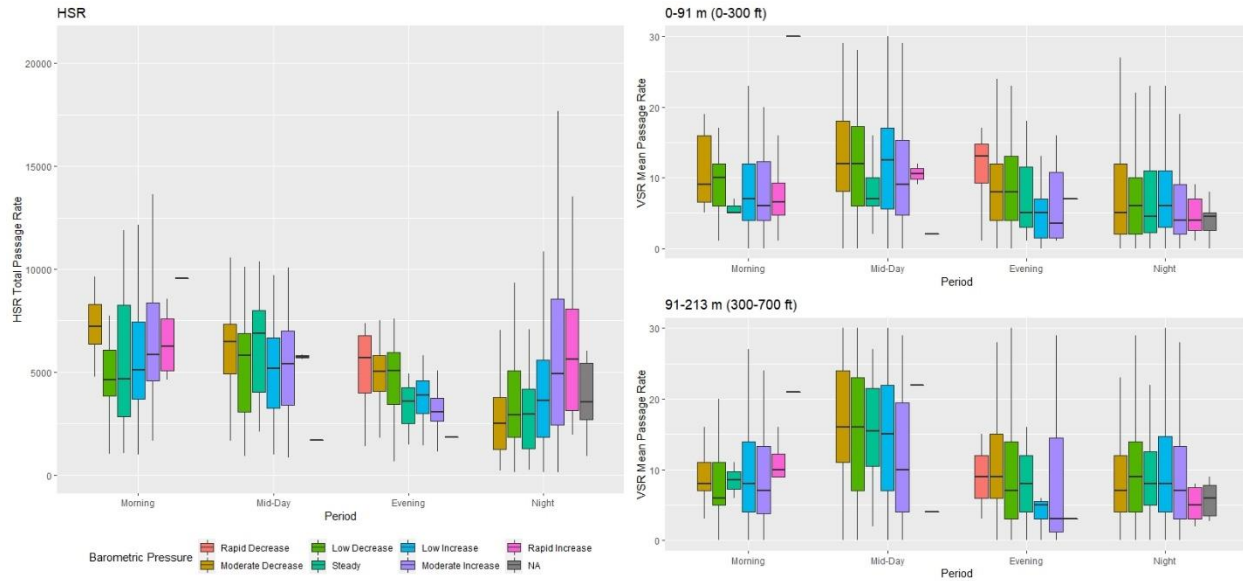 HSR
HSR Total Passage Rate
20000
15000
10000
5000
0
Morning
Mid-Day
Evening
Night
Period
Barometric Pressure
Rapid Decrease
Low Decrease
Low Increase
Rapid Increase
Moderate Decrease
Steady
Moderate Increase
NA
0-91 m (0-300 ft)
VSR Mean Passage Rate
30
20
10
0
Morning
Mid-Day
Evening
Night
Period
91-213 m (300-700 ft)
VSR Mean Passage Rate
30
20
10
0
Morning
Mid-Day
Evening
Night
Period